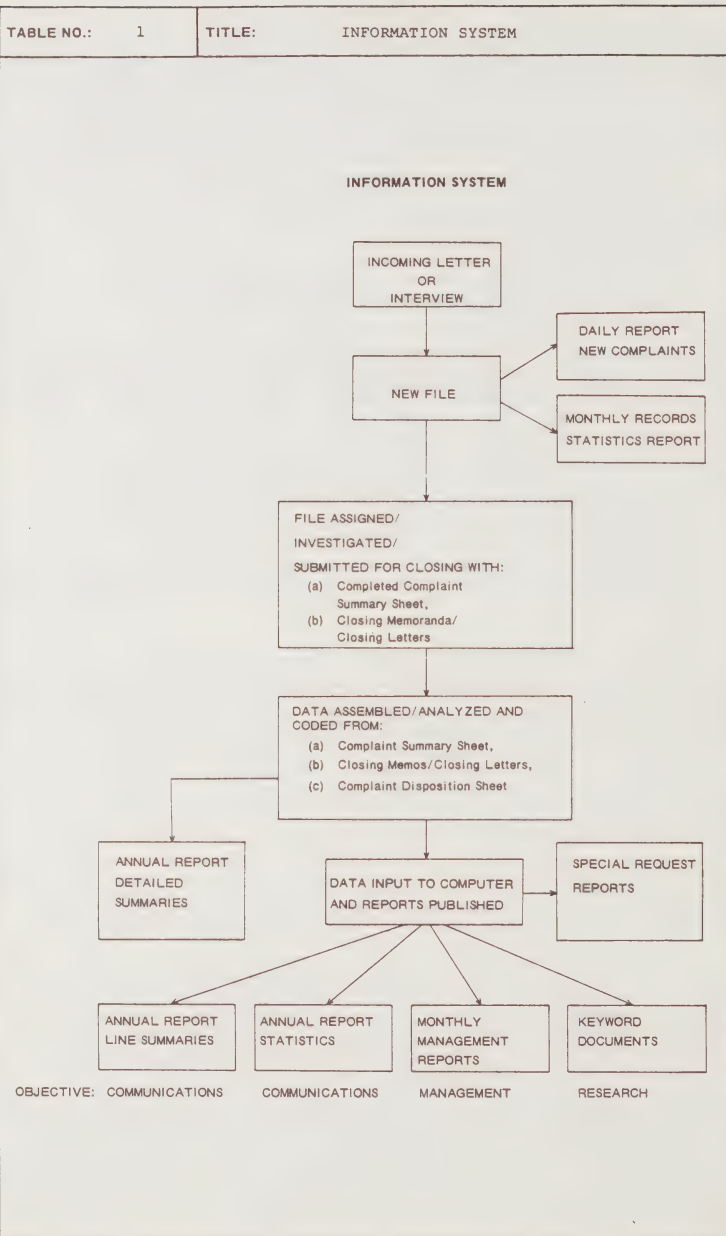 TABLE NO.: 1 TITLE: INFORMATION SYSTEM
INFORMATION SYSTEM
INCOMING LETTER
OR
INTERVIEW
DAILY REPORT
NEW COMPLAINTS
NEW FILE
MONTHLY RECORDS
STATISTICS REPORT
FILE ASSIGNED/
INVESTIGATED/
SUBMITTED FOR CLOSING WITH:
(a) Completed Complaint
Summary Sheet,
(b) Closing Memoranda/
Closing Letters
DATA ASSEMBLED/ANALYZED AND
CODED FROM:
(a) Complaint Summary Sheet,
(b) Closing Memos/Closing Letters,
(c) Complaint Disposition Sheet
ANNUAL REPORT
DETAILED
SUMMARIES
DATA INPUT TO COMPUTER
AND REPORTS PUBLISHED
SPECIAL REQUEST
REPORTS
ANNUAL REPORT
LINE SUMMARIES
ANNUAL REPORT
STATISTICS
MONTHLY
MANAGEMENT
REPORTS
KEYWORD
DOCUMENTS
OBJECTIVE: COMMUNICATIONS COMMUNICATIONS MANAGEMENT RESEARCH